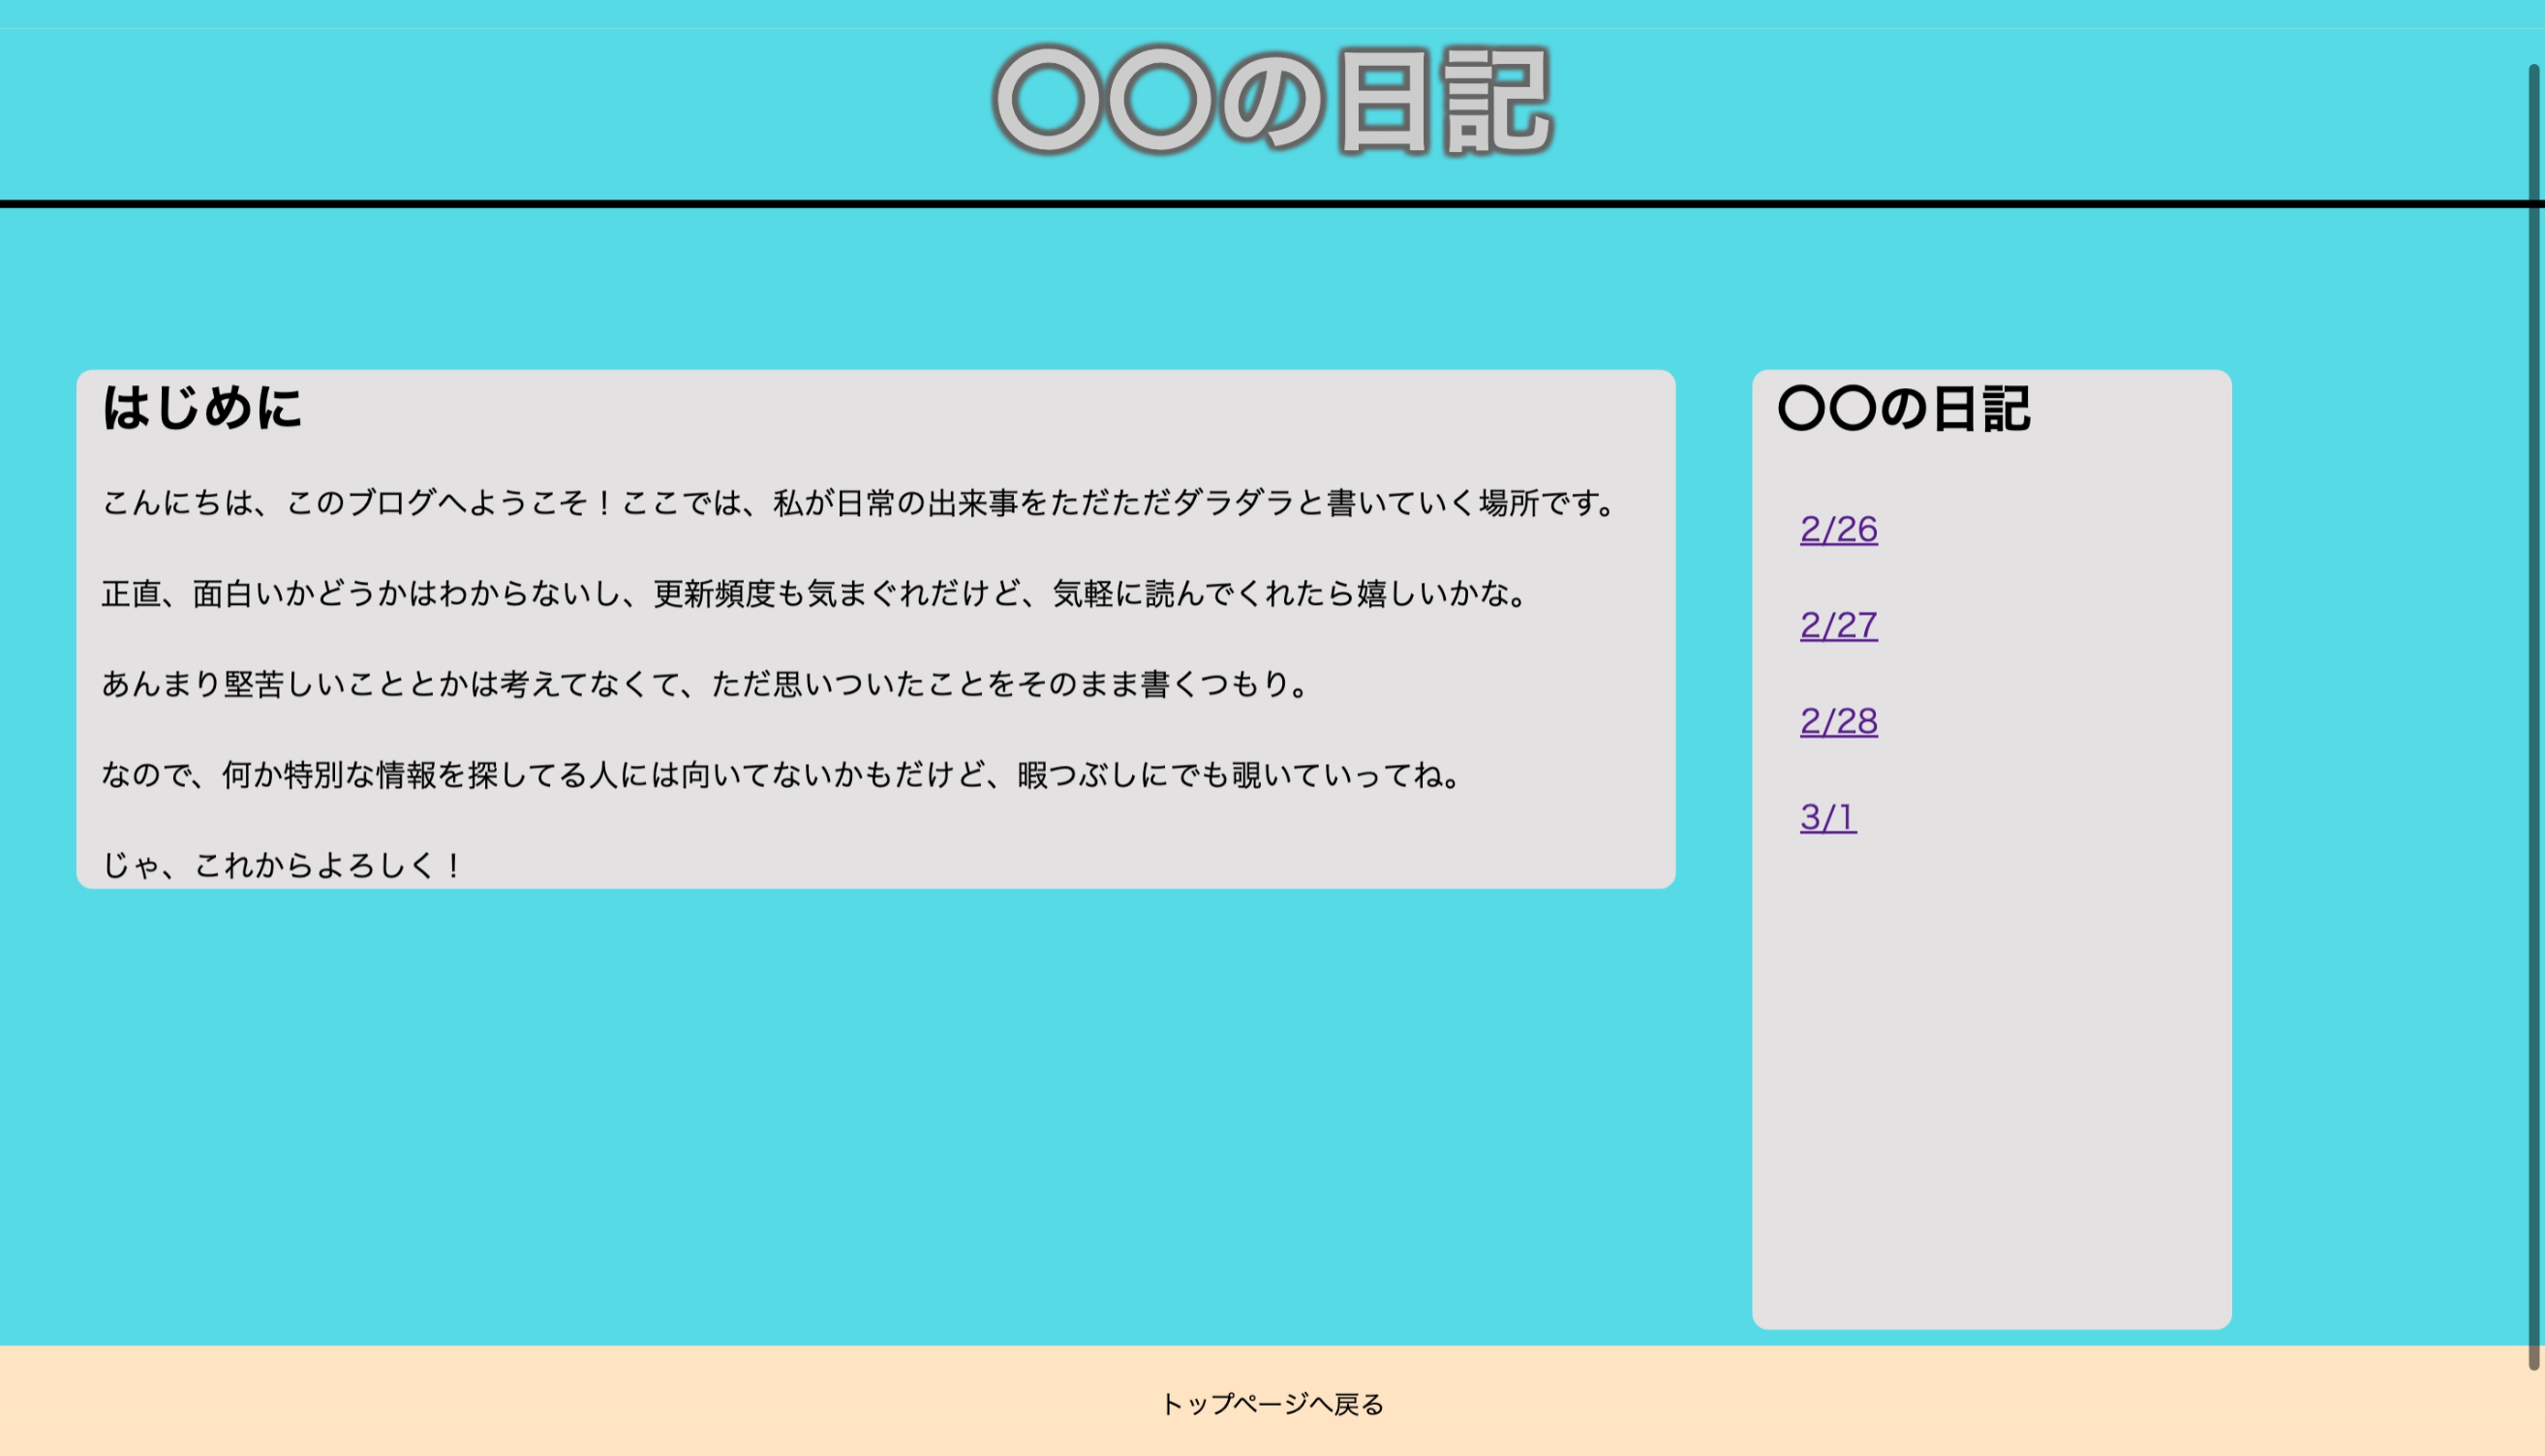 〇〇の日記
はじめに
こんにちは、このブログへようこそ！ここでは、私が日常の出来事をただただダラダラと書いていく場所です。
正直、面白いかどうかはわからないし、更新頻度も気まぐれだけど、気軽に読んでくれたら嬉しいかな。
あんまり堅苦しいこととかは考えてなくて、ただ思いついたことをそのまま書くつもり。
なので、何か特別な情報を探してる人には向いてないかもだけど、暇つぶしにでも覗いていってね。
じゃ、これからよろしく！
〇〇の日記
2/26
2/27
2/28
3/1
トップページへ戻る